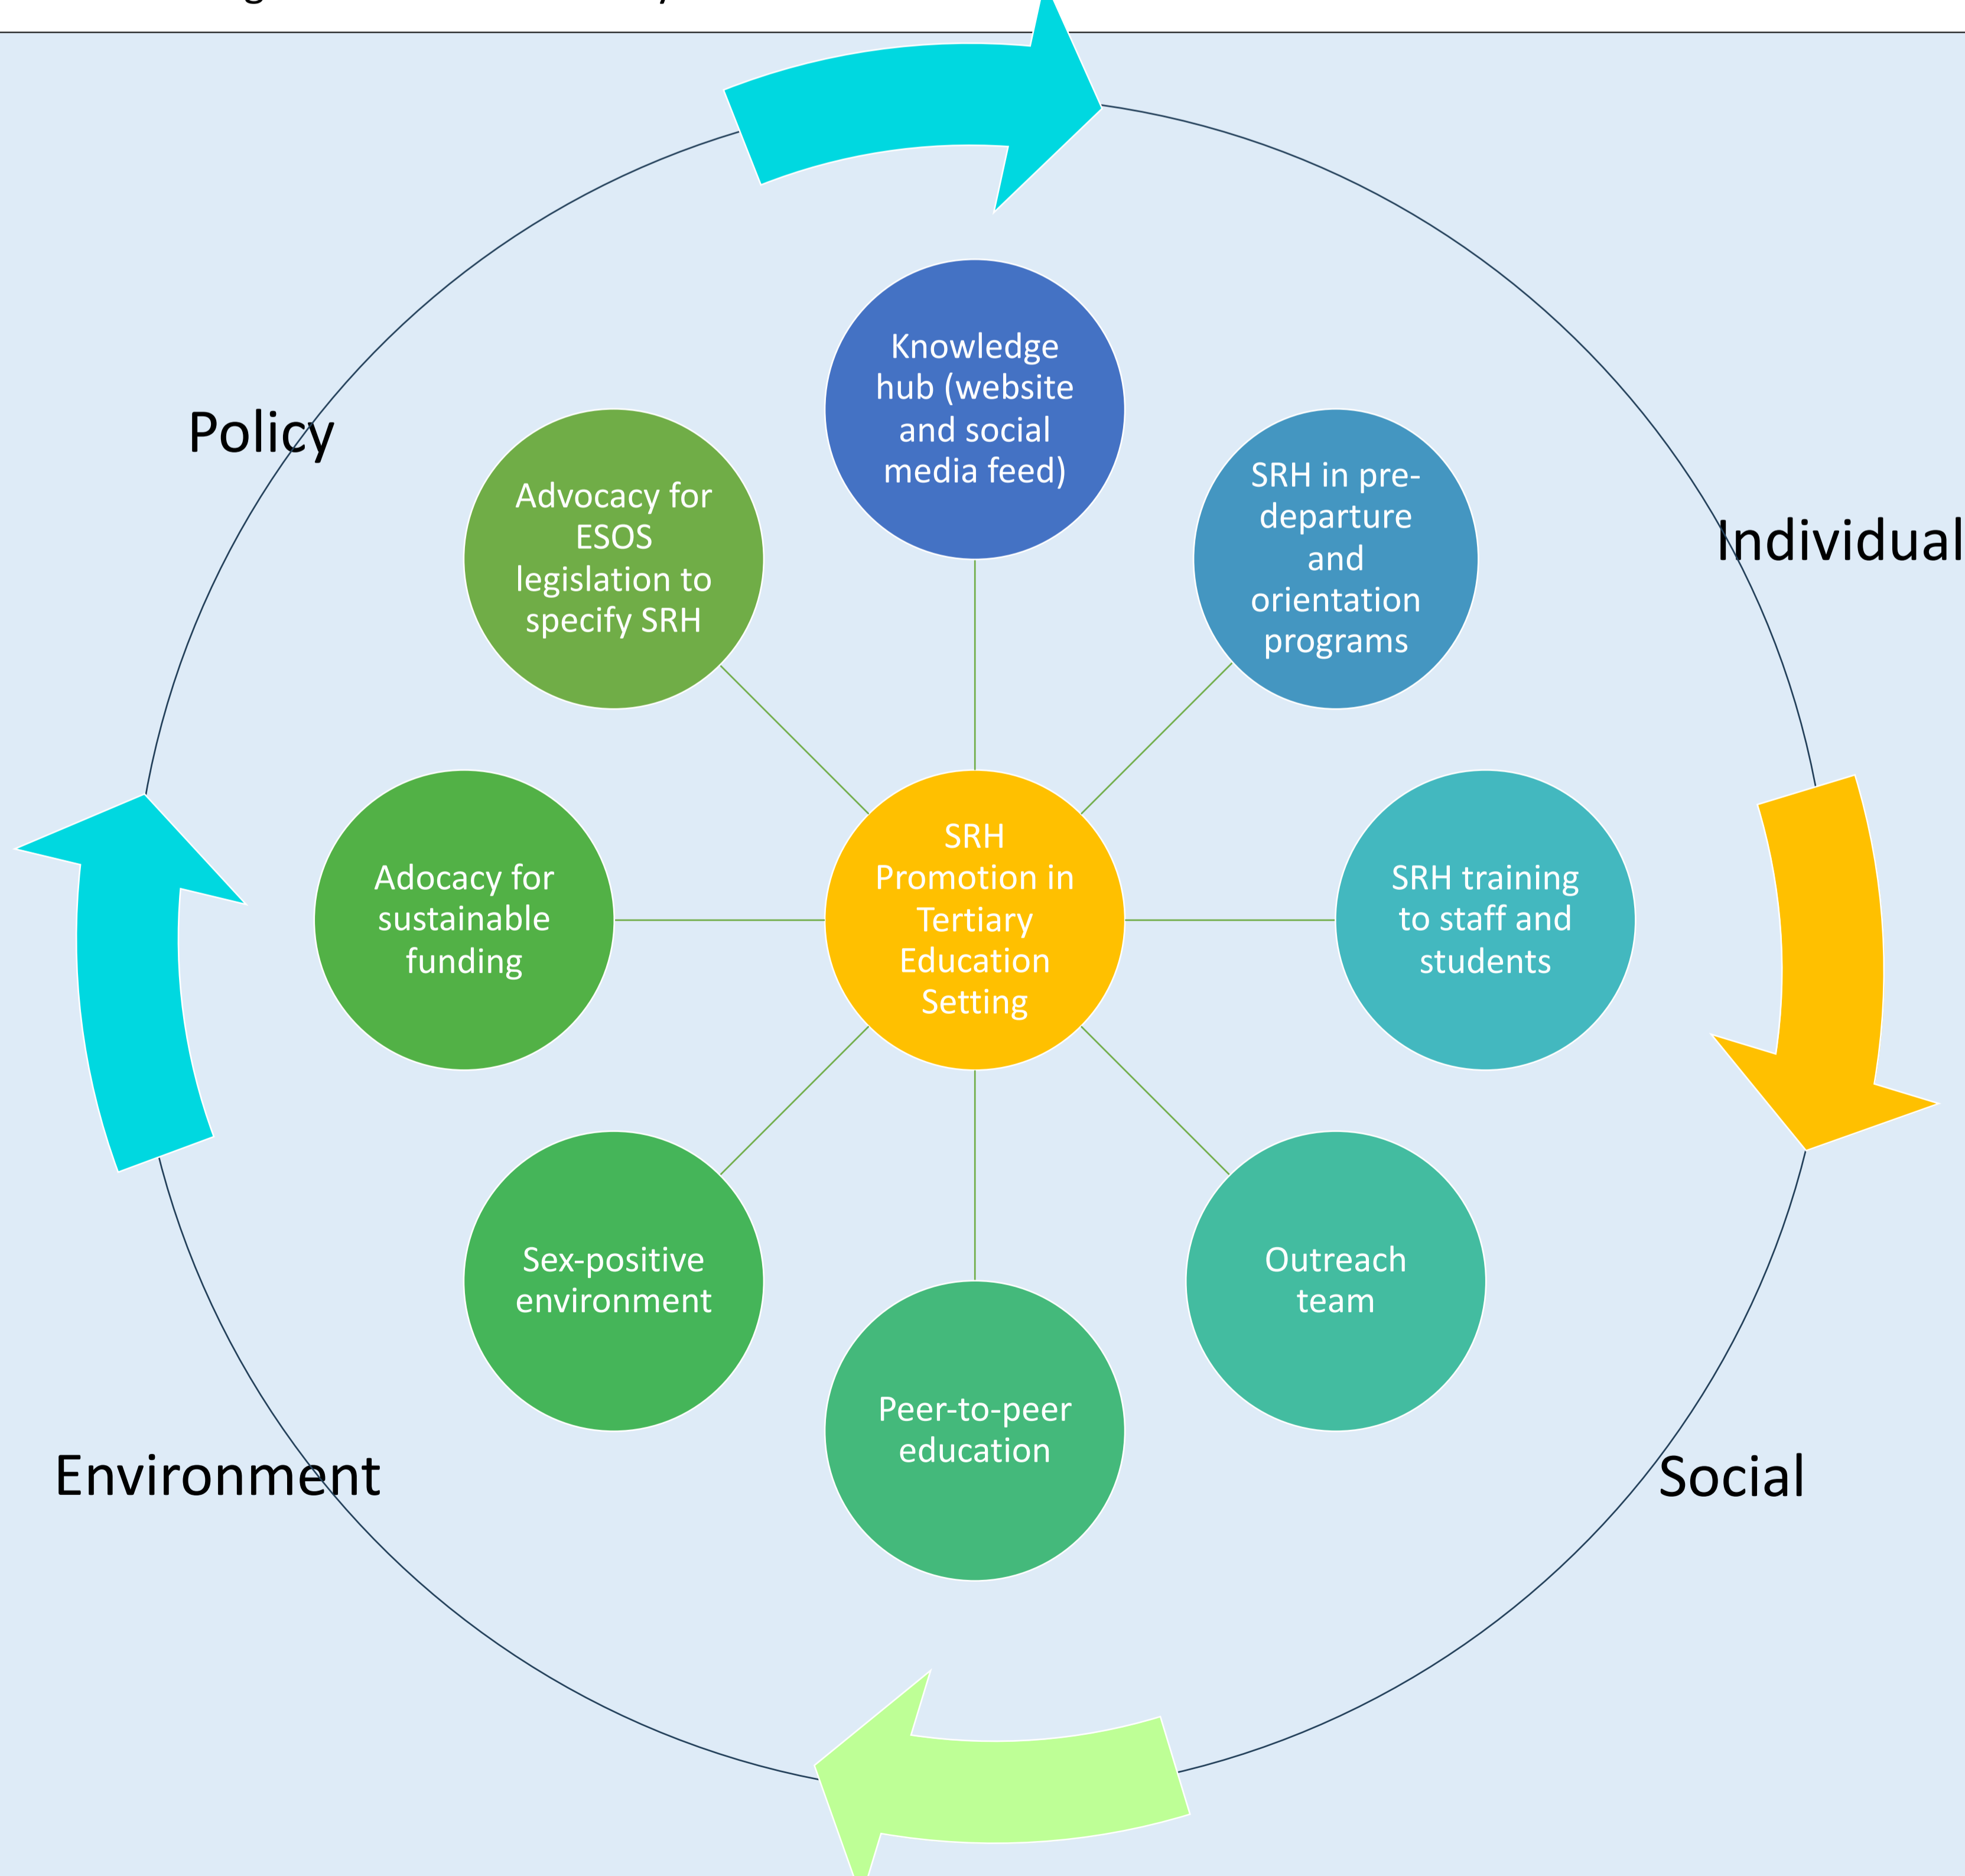 Knowledge
hub (website
and social
media feed)
Policy
Advocacy for
ESOS
legislation to
specify SRH
SRH in pre-
departure
and
orientation
programs
Individual
Adocacy for
sustainable
funding
SRH
Promotion in
Tertiary
Education
Setting
SRH training
to staff and
students
Sex-positive
environment
Outreach
team
Peer-to-peer
education
Environment
Social